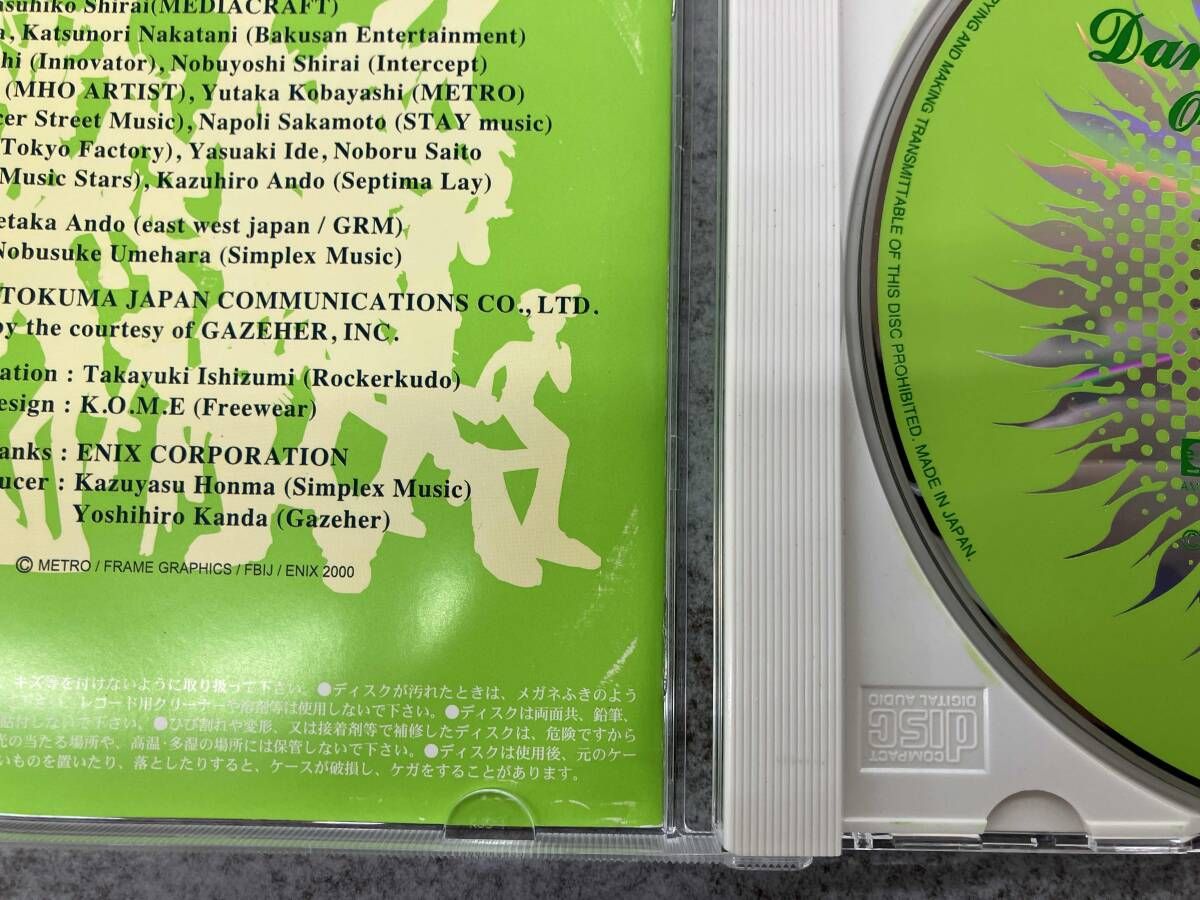 asuhiko Shirai(MEDIACRAFT)
a, Katsunori Nakatani (Bakusan Entertainment)
hi (Innovator), Nobuyoshi Shirai (Intercept)
(MHO ARTIST), Yutaka Kobayashi (METRO)
cer Street Music), Napoli Sakamoto (STAY music)
Tokyo Factory), Yasuaki Ide, Noboru Saito
Music Stars), Kazuhiro Ando (Septima Lay)
etaka Ando (east west japan / GRM)
Nobusuke Umehara (Simplex Music)
TOKUMA JAPAN COMMUNICATIONS CO., LTD.
by the courtesy of GAZEHER, INC.
ation : Takayuki Ishizumi (Rockerkudo)
esign : K.O.M.E (Freewear)
anks : ENIX CORPORATION
ucer : Kazuyasu Honma (Simplex Music)
Yoshihiro Kanda (Gazeher)
© METRO / FRAME GRAPHICS / FBIJ / ENIX 2000
キズ等を付けないように取り扱って下さい。●ディスクが汚れたときは、メガネふきのよう
レコード用クリーナーや溶剤等は使用しないで下さい。●ディスクは両面共、鉛筆、
貼付しないで下さい。●ひび割れや変形、又は接着剤等で補修したディスクは、危険ですから
光の当たる場所や、高温・多湿の場所には保管しないで下さい。●ディスクは使用後、元のケー
いものを置いたり、落としたりすると、ケースが破損し、ケガをすることがあります。
Dan
YING AND MAKING TRANSMITTABLE OF THIS DISC PROHIBITED. MADE IN JAPAN.
COMPACT
disc
DIGITAL AUDIO